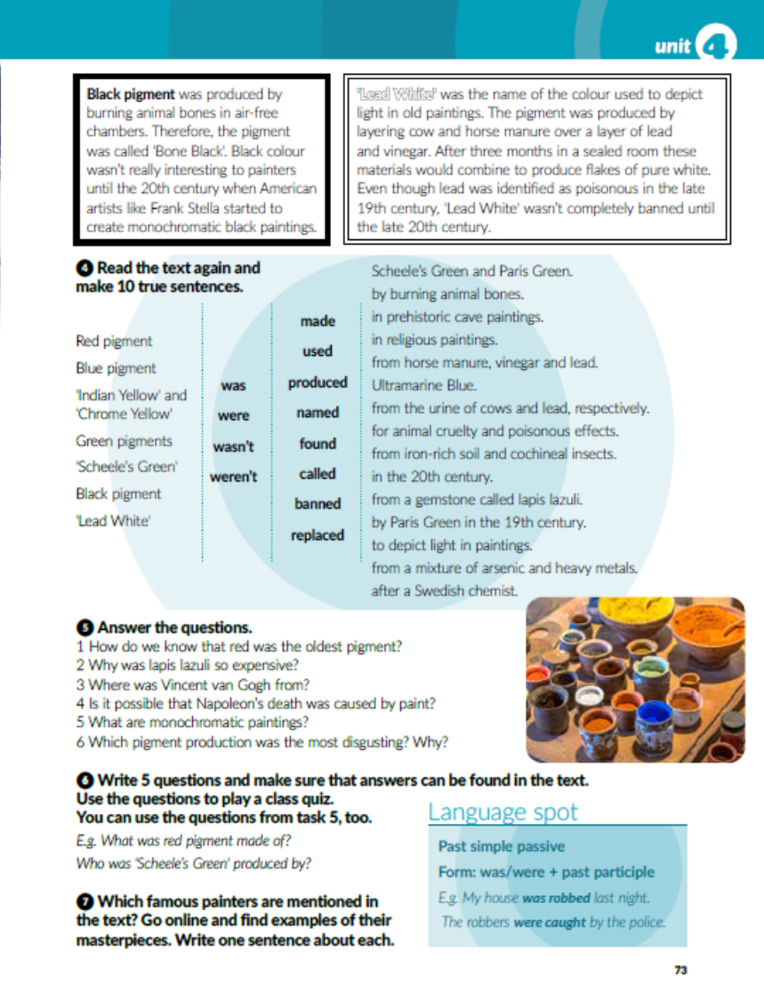 unit 4
Black pigment was produced by
burning animal bones in air-free
chambers. Therefore, the pigment
was called 'Bone Black'. Black colour
wasn't really interesting to painters
until the 20th century when American
artists like Frank Stella started to
create monochromatic black paintings.
'Lead White' was the name of the colour used to depict
light in old paintings. The pigment was produced by
layering cow and horse manure over a layer of lead
and vinegar. After three months in a sealed room these
materials would combine to produce flakes of pure white.
Even though lead was identified as poisonous in the late
19th century, 'Lead White' wasn't completely banned until
the late 20th century.
4 Read the text again and
make 10 true sentences.
Red pigment
Blue pigment
'Indian Yellow' and
'Chrome Yellow'
Green pigments
'Scheele's Green'
Black pigment
'Lead White'
was
were
wasn't
weren't
made
used
produced
named
found
called
banned
replaced
Scheele's Green and Paris Green.
by burning animal bones.
in prehistoric cave paintings.
in religious paintings.
from horse manure, vinegar and lead.
Ultramarine Blue.
from the urine of cows and lead, respectively.
for animal cruelty and poisonous effects.
from iron-rich soil and cochineal insects.
in the 20th century.
from a gemstone called lapis lazuli.
by Paris Green in the 19th century.
to depict light in paintings.
from a mixture of arsenic and heavy metals.
after a Swedish chemist.
5 Answer the questions.
1 How do we know that red was the oldest pigment?
2 Why was lapis lazuli so expensive?
3 Where was Vincent van Gogh from?
4 Is it possible that Napoleon's death was caused by paint?
5 What are monochromatic paintings?
6 Which pigment production was the most disgusting? Why?
6 Write 5 questions and make sure that answers can be found in the text.
Use the questions to play a class quiz.
You can use the questions from task 5, too.
E.g. What was red pigment made of?
Who was 'Scheele's Green' produced by?
7 Which famous painters are mentioned in
the text? Go online and find examples of their
masterpieces. Write one sentence about each.
Language spot
Past simple passive
Form: was/were + past participle
E.g. My house was robbed last night.
The robbers were caught by the police.
73